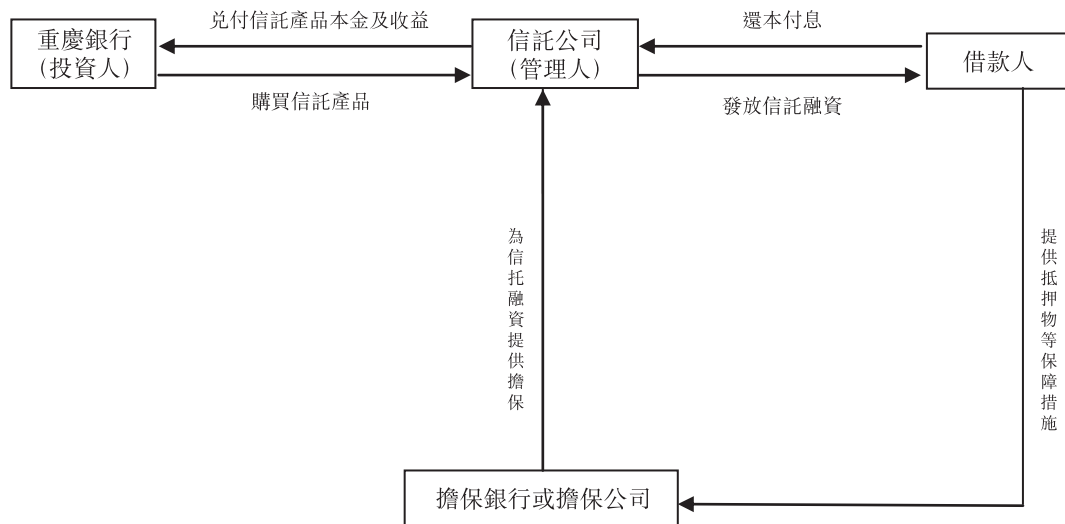 兑付信託產品本金及收益
還本付息
重慶銀行
(投資人)
信託公司
(管理人)
借款人
購買信託產品
發放信託融資
為信托融資提供擔保
提供抵押物等保障措施
擔保銀行或擔保公司